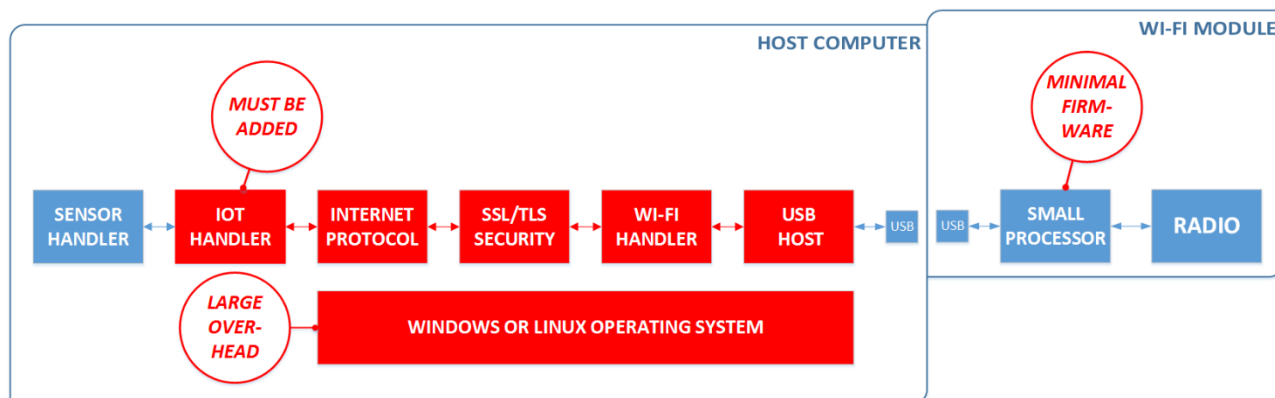 HOST COMPUTER
WI-FI MODULE
MUST BE
ADDED
MINIMAL
FIRM-
WARE
SENSOR
HANDLER
IOT
HANDLER
INTERNET
PROTOCOL
SSL/TLS
SECURITY
WI-FI
HANDLER
USB
HOST
USB
USB
SMALL
PROCESSOR
RADIO
LARGE
OVER-
HEAD
WINDOWS OR LINUX OPERATING SYSTEM